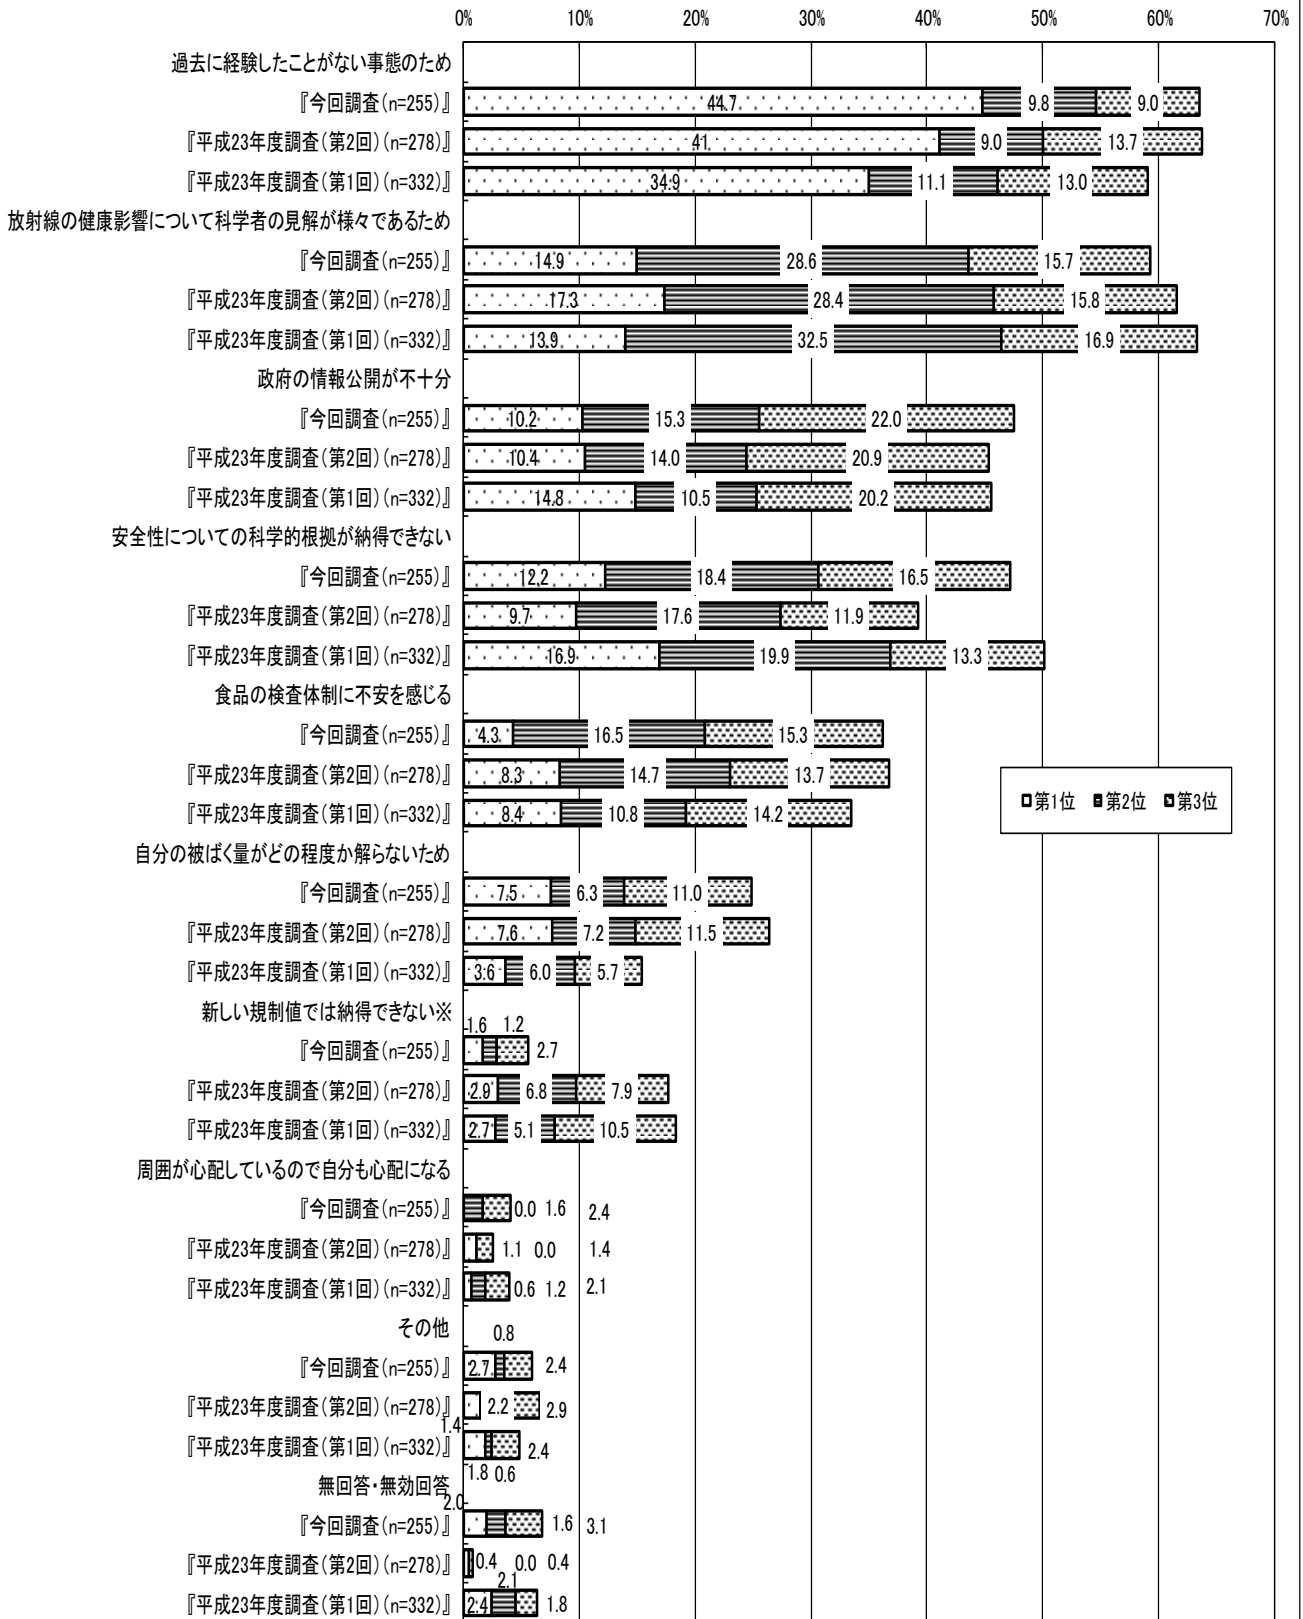 0% 10% 20% 30% 40% 50% 60% 70%
過去に経験したことがない事態のため
『今回調査(n=255)』 44.7 9.8 9.0
『平成23年度調査(第2回)(n=278)』 41 9.0 13.7
『平成23年度調査(第1回)(n=332)』 34.9 11.1 13.0
放射線の健康影響について科学者の見解が様々であるため
『今回調査(n=255)』 14.9 28.6 15.7
『平成23年度調査(第2回)(n=278)』 17.3 28.4 15.8
『平成23年度調査(第1回)(n=332)』 13.9 32.5 16.9
政府の情報公開が不十分
『今回調査(n=255)』 10.2 15.3 22.0
『平成23年度調査(第2回)(n=278)』 10.4 14.0 20.9
『平成23年度調査(第1回)(n=332)』 14.8 10.5 20.2
安全性についての科学的根拠が納得できない
『今回調査(n=255)』 12.2 18.4 16.5
『平成23年度調査(第2回)(n=278)』 9.7 17.6 11.9
『平成23年度調査(第1回)(n=332)』 16.9 19.9 13.3
食品の検査体制に不安を感じる
『今回調査(n=255)』 4.3 16.5 15.3
『平成23年度調査(第2回)(n=278)』 8.3 14.7 13.7
『平成23年度調査(第1回)(n=332)』 8.4 10.8 14.2
第1位 第2位 第3位
自分の被ばく量がどの程度か解らないため
『今回調査(n=255)』 7.5 6.3 11.0
『平成23年度調査(第2回)(n=278)』 7.6 7.2 11.5
『平成23年度調査(第1回)(n=332)』 3.6 6.0 5.7
新しい規制値では納得できない※
『今回調査(n=255)』 1.6 1.2 2.7
『平成23年度調査(第2回)(n=278)』 2.9 6.8 7.9
『平成23年度調査(第1回)(n=332)』 2.7 5.1 10.5
周囲が心配しているので自分も心配になる
『今回調査(n=255)』 0.0 1.6 2.4
『平成23年度調査(第2回)(n=278)』 1.1 0.0 1.4
『平成23年度調査(第1回)(n=332)』 0.6 1.2 2.1
その他
『今回調査(n=255)』 2.7 0.8 2.4
『平成23年度調査(第2回)(n=278)』 1.4 2.2 2.9
『平成23年度調査(第1回)(n=332)』 1.8 0.6 2.4
無回答・無効回答
『今回調査(n=255)』 2.0 1.6 3.1
『平成23年度調査(第2回)(n=278)』 0.4 0.0 0.4
『平成23年度調査(第1回)(n=332)』 2.4 2.1 1.8